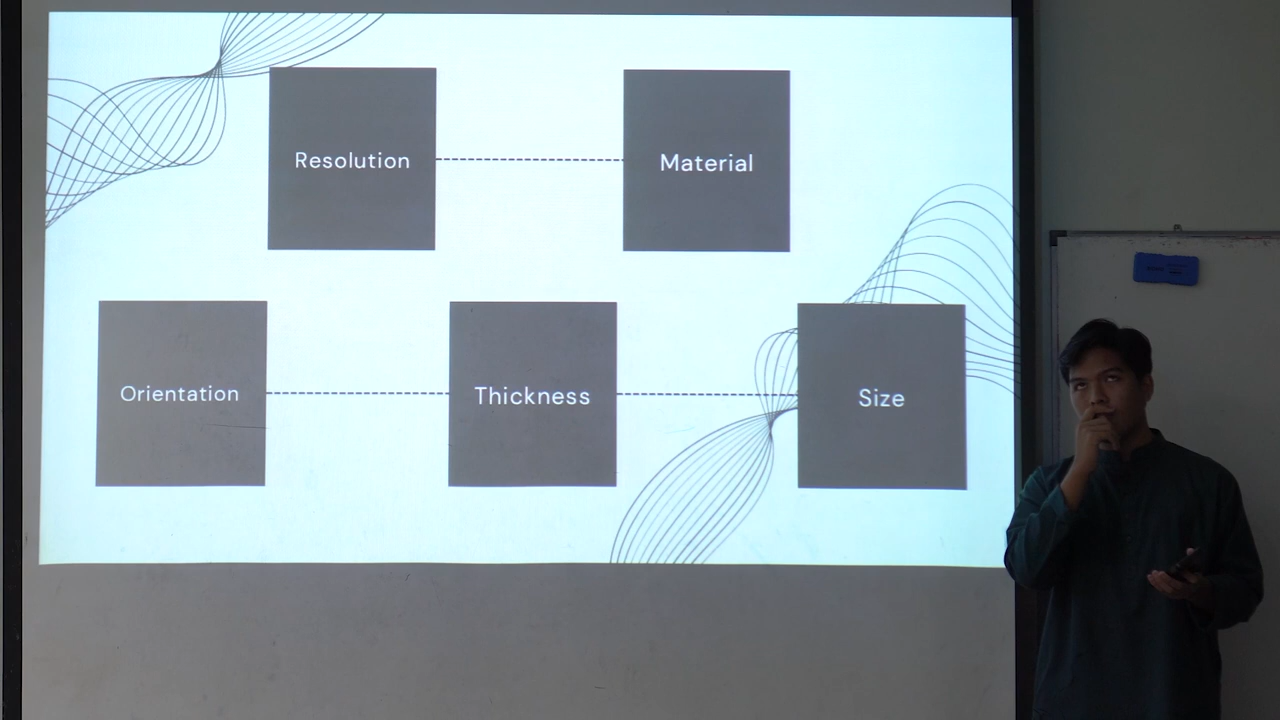 Resolution
Material
Orientation
Thickness
Size